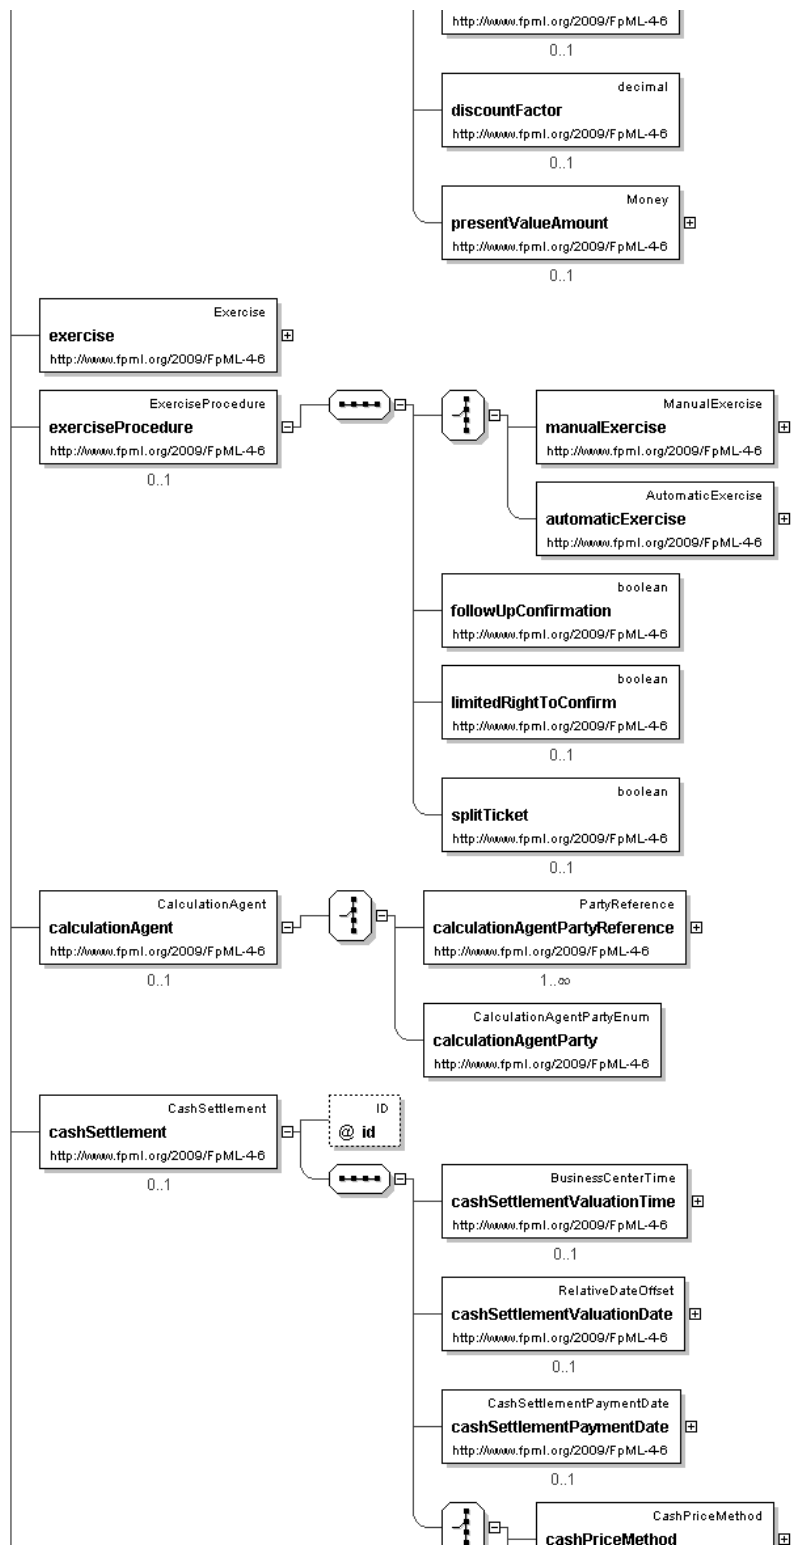 http://www.fpml.org/2009/FpML-4-6
0..1
decimal
discountFactor
http://www.fpml.org/2009/FpML-4-6
0..1
Money
presentValueAmount
http://www.fpml.org/2009/FpML-4-6
0..1
Exercise
exercise
http://www.fpml.org/2009/FpML-4-6
ExerciseProcedure
exerciseProcedure
http://www.fpml.org/2009/FpML-4-6
0..1
ManualExercise
manualExercise
http://www.fpml.org/2009/FpML-4-6
AutomaticExercise
automaticExercise
http://www.fpml.org/2009/FpML-4-6
boolean
followUpConfirmation
http://www.fpml.org/2009/FpML-4-6
boolean
limitedRightToConfirm
http://www.fpml.org/2009/FpML-4-6
0..1
boolean
splitTicket
http://www.fpml.org/2009/FpML-4-6
0..1
CalculationAgent
calculationAgent
http://www.fpml.org/2009/FpML-4-6
0..1
PartyReference
calculationAgentPartyReference
http://www.fpml.org/2009/FpML-4-6
1..∞
CalculationAgentPartyEnum
calculationAgentParty
http://www.fpml.org/2009/FpML-4-6
CashSettlement
cashSettlement
http://www.fpml.org/2009/FpML-4-6
0..1
ID
@ id
BusinessCenterTime
cashSettlementValuationTime
http://www.fpml.org/2009/FpML-4-6
0..1
RelativeDateOffset
cashSettlementValuationDate
http://www.fpml.org/2009/FpML-4-6
0..1
CashSettlementPaymentDate
cashSettlementPaymentDate
http://www.fpml.org/2009/FpML-4-6
0..1
CashPriceMethod
cashPriceMethod